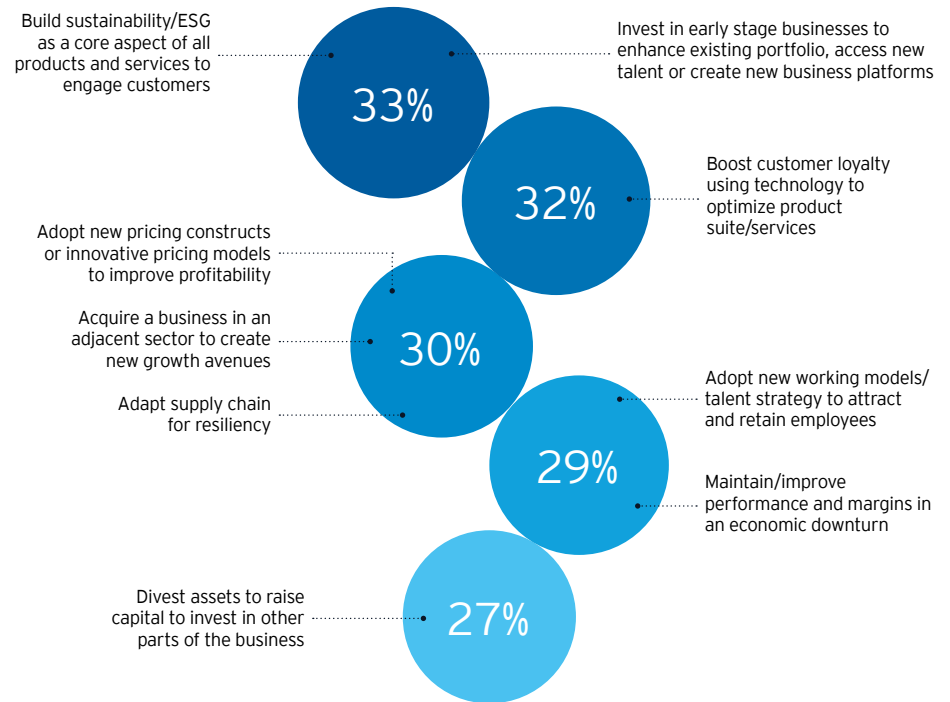 Build sustainability/ESG
as a core aspect of all
products and services to
engage customers
33%
Invest in early stage businesses to
enhance existing portfolio, access new
talent or create new business platforms
32%
Boost customer loyalty
using technology to
optimize product
suite/services
Adopt new pricing constructs
or innovative pricing models
to improve profitability
Acquire a business in an
adjacent sector to create
new growth avenues
Adapt supply chain
for resiliency
30%
29%
Adopt new working models/
talent strategy to attract
and retain employees
Maintain/improve
performance and margins in
an economic downturn
Divest assets to raise
capital to invest in other
parts of the business
27%